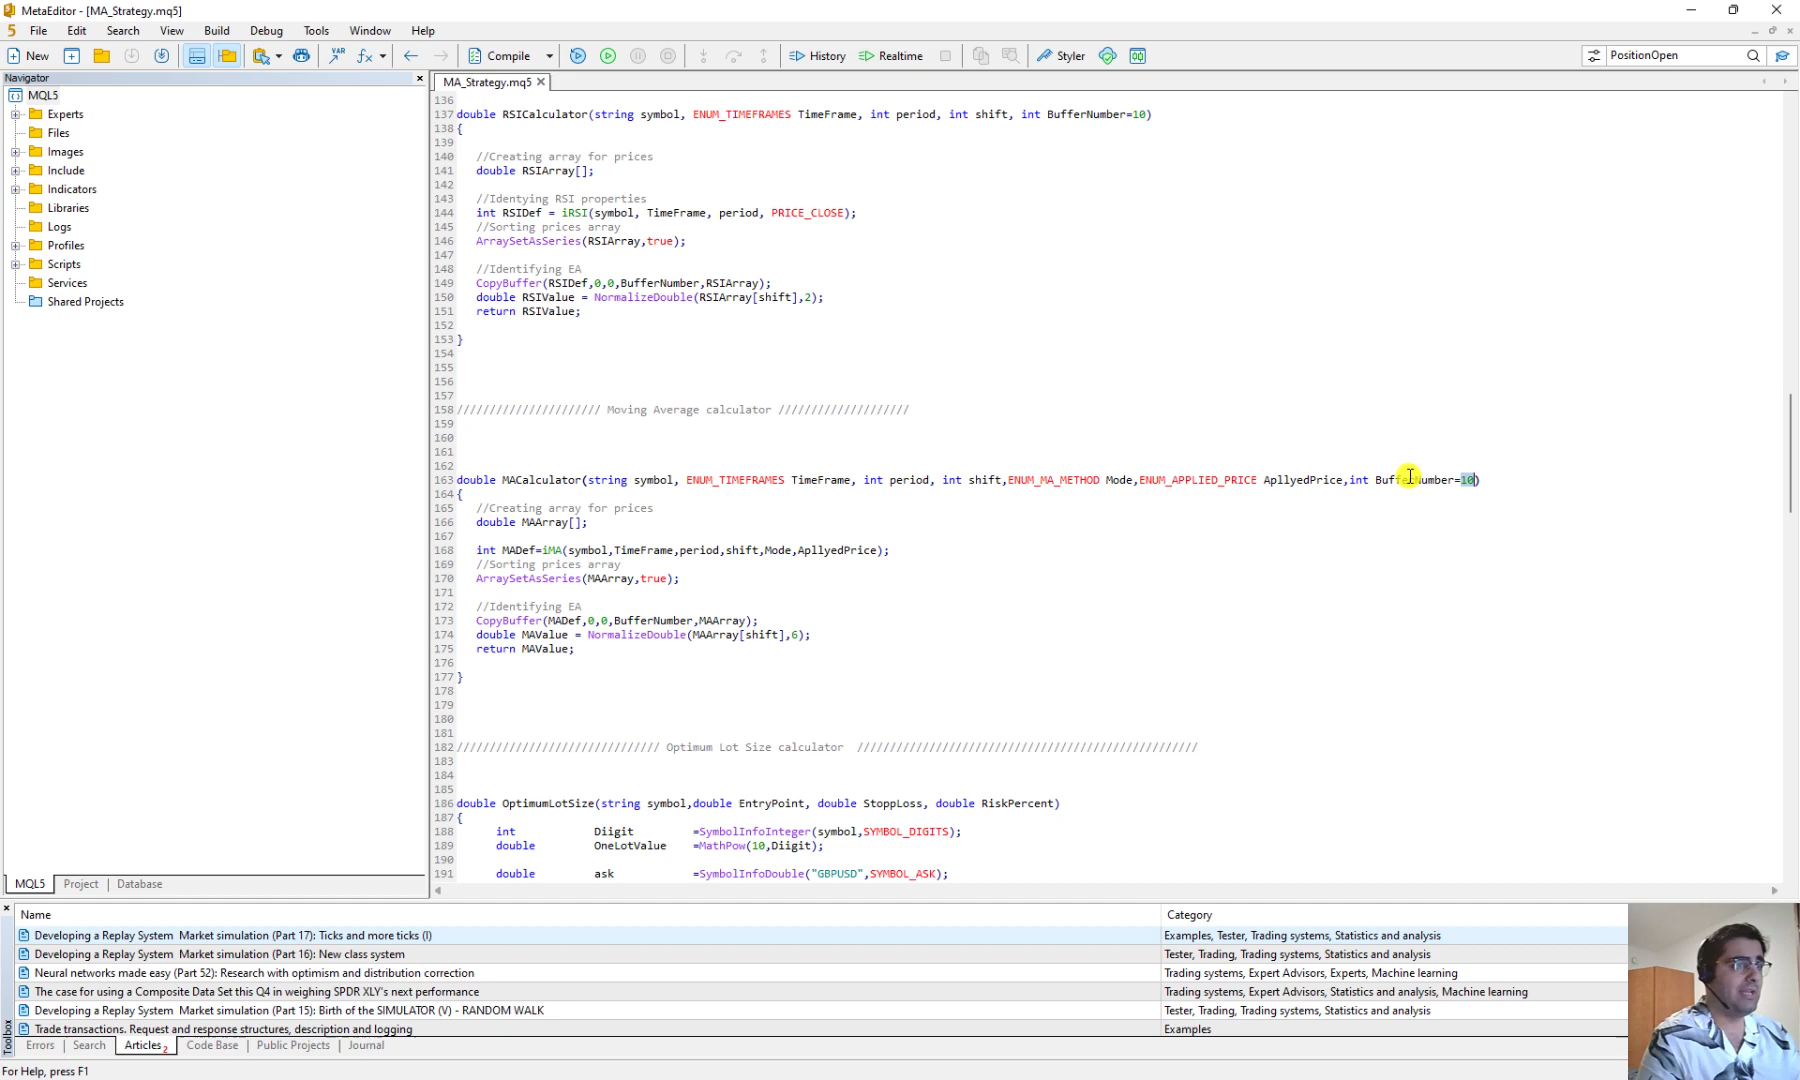 MetaEditor - [MA_Strategy.mq5]
5 File Edit Search View Build Debug Tools Window Help
New VAR fx Compile History Realtime Styler PositionOpen
Navigator
MQL5
Experts
Files
Images
Include
Indicators
Libraries
Logs
Profiles
Scripts
Services
Shared Projects
MQL5 Project Database
MA_Strategy.mq5
136
137 double RSICalculator(string symbol, ENUM_TIMEFRAMES TimeFrame, int period, int shift, int BufferNumber=10)
138 {
139
140 //Creating array for prices
141 double RSIArray[];
142
143 //Identying RSI properties
144 int RSIDef = iRSI(symbol, TimeFrame, period, PRICE_CLOSE);
145 //Sorting prices array
146 ArraySetAsSeries(RSIArray,true);
147
148 //Identifying EA
149 CopyBuffer(RSIDef,0,0,BufferNumber,RSIArray);
150 double RSIValue = NormalizeDouble(RSIArray[shift],2);
151 return RSIValue;
152
153 }
154
155
156
157
158 ////////////////////// Moving Average calculator ////////////////////
159
160
161
162
163 double MACalculator(string symbol, ENUM_TIMEFRAMES TimeFrame, int period, int shift,ENUM_MA_METHOD Mode,ENUM_APPLIED_PRICE ApllyedPrice,int BufferNumber=10)
164 {
165 //Creating array for prices
166 double MAArray[];
167
168 int MADef=iMA(symbol,TimeFrame,period,shift,Mode,ApllyedPrice);
169 //Sorting prices array
170 ArraySetAsSeries(MAArray,true);
171
172 //Identifying EA
173 CopyBuffer(MADef,0,0,BufferNumber,MAArray);
174 double MAValue = NormalizeDouble(MAArray[shift],6);
175 return MAValue;
176
177 }
178
179
180
181
182 /////////////////////////////// Optimum Lot Size calculator ////////////////////////////////////////////////////
183
184
185
186 double OptimumLotSize(string symbol,double EntryPoint, double StoppLoss, double RiskPercent)
187 {
188 int Diigit =SymbolInfoInteger(symbol,SYMBOL_DIGITS);
189 double OneLotValue =MathPow(10,Diigit);
190
191 double ask =SymbolInfoDouble("GBPUSD",SYMBOL_ASK);
Name Category
Developing a Replay System Market simulation (Part 17): Ticks and more ticks (I) Examples, Tester, Trading systems, Statistics and analysis
Developing a Replay System Market simulation (Part 16): New class system Tester, Trading, Trading systems, Statistics and analysis
Neural networks made easy (Part 52): Research with optimism and distribution correction Trading systems, Expert Advisors, Experts, Machine learning
The case for using a Composite Data Set this Q4 in weighing SPDR XLY's next performance Trading systems, Expert Advisors, Statistics and analysis, Machine learning
Developing a Replay System Market simulation (Part 15): Birth of the SIMULATOR (V) - RANDOM WALK Tester, Trading, Trading systems, Statistics and analysis
Trade transactions. Request and response structures, description and logging Examples
Toolbox
Errors Search Articles 2 Code Base Public Projects Journal
For Help, press F1